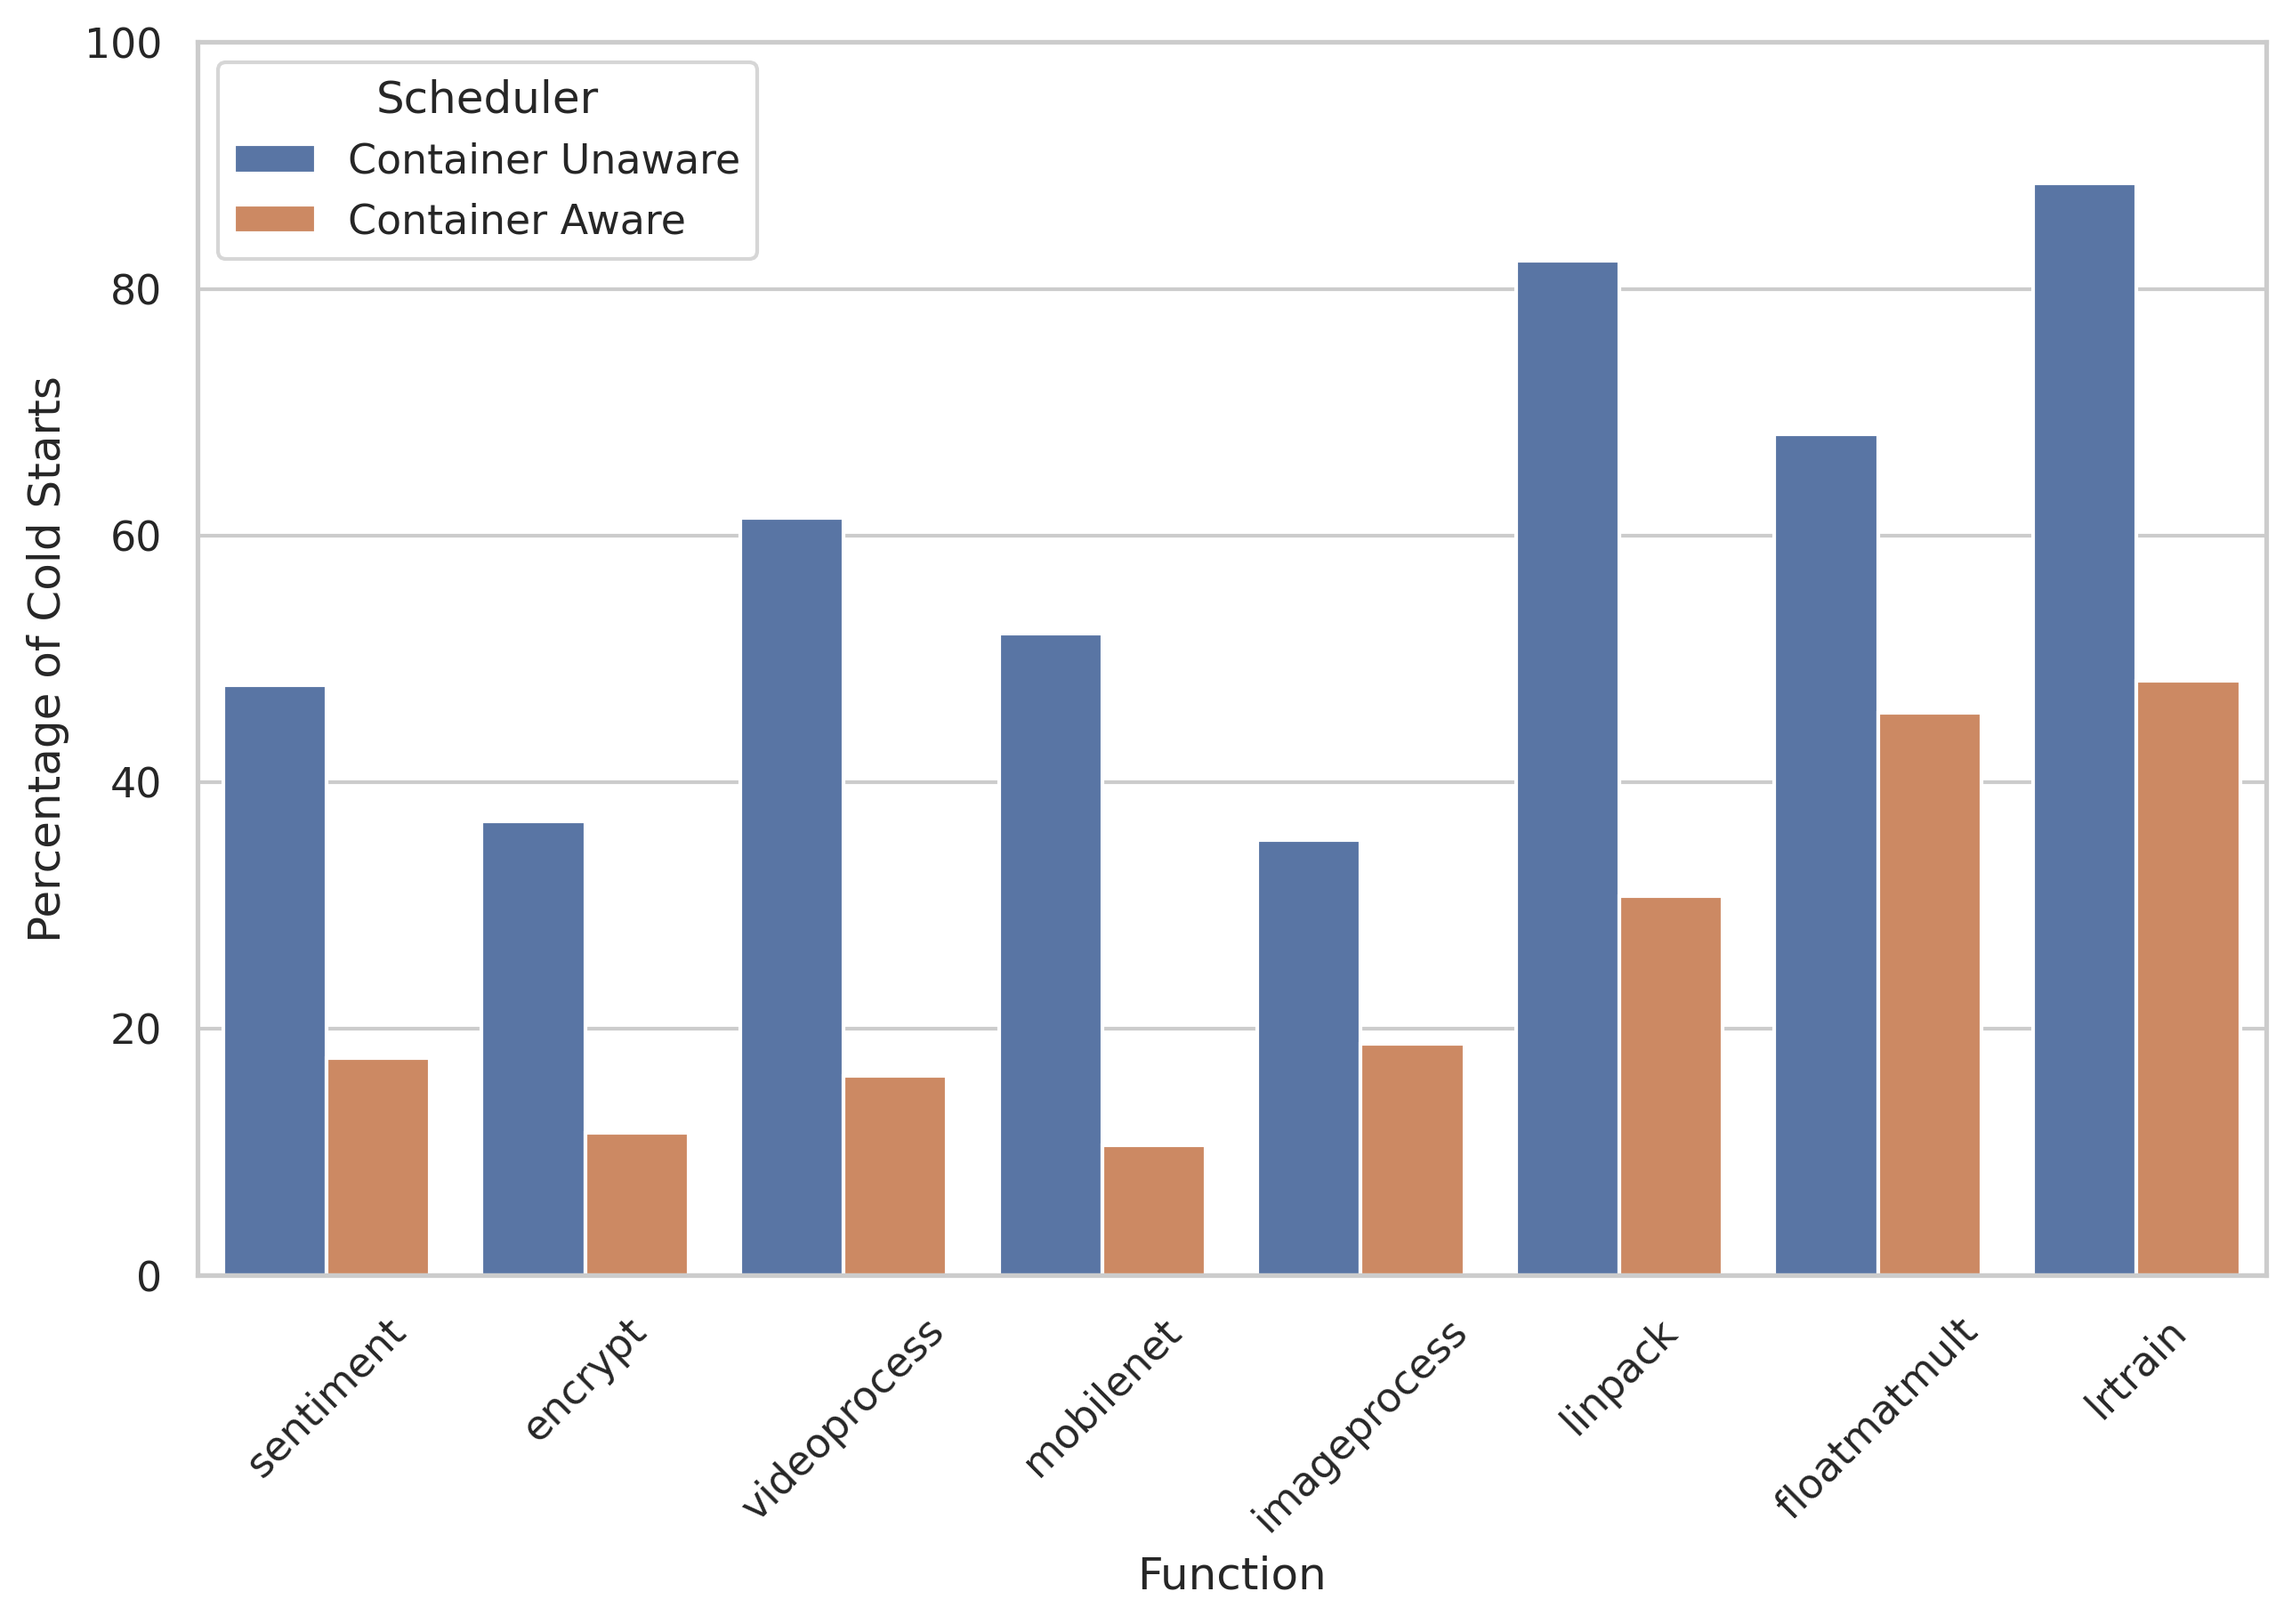 100
80
60
40
20
0
Percentage of Cold Starts
Scheduler
Container Unaware
Container Aware
sentiment
encrypt
videoprocess
mobilenet
imageprocess
linpack
floatmatmult
lrtrain
Function